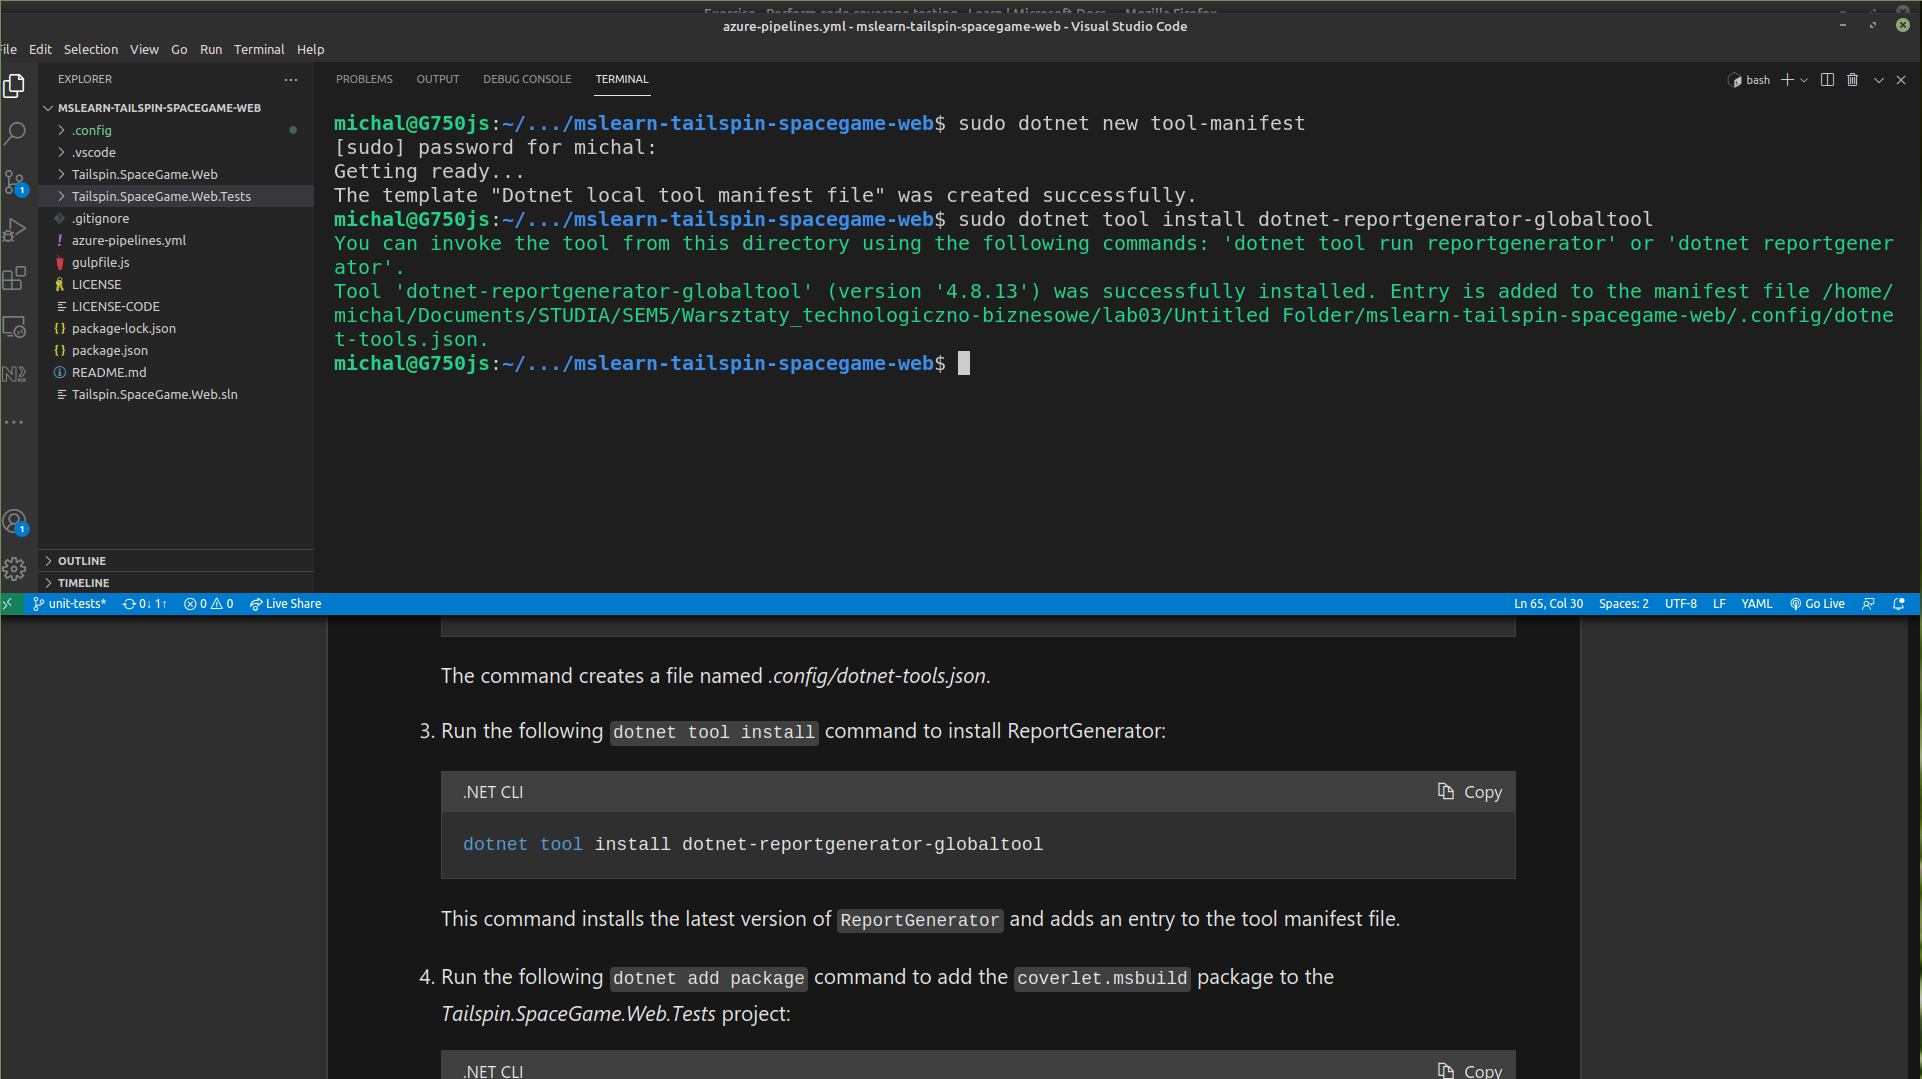 Exercise - Perform code coverage testing - Learn | Microsoft Docs — Mozilla Firefox
azure-pipelines.yml - mslearn-tailspin-spacegame-web - Visual Studio Code
File Edit Selection View Go Run Terminal Help
EXPLORER
PROBLEMS OUTPUT DEBUG CONSOLE TERMINAL
bash
MSLEARN-TAILSPIN-SPACEGAME-WEB
.config
.vscode
Tailspin.SpaceGame.Web
Tailspin.SpaceGame.Web.Tests
.gitignore
azure-pipelines.yml
gulpfile.js
LICENSE
LICENSE-CODE
package-lock.json
package.json
README.md
Tailspin.SpaceGame.Web.sln
OUTLINE
TIMELINE
1
1
michal@G750js:~/.../mslearn-tailspin-spacegame-web$ sudo dotnet new tool-manifest
[sudo] password for michal:
Getting ready...
The template "Dotnet local tool manifest file" was created successfully.
michal@G750js:~/.../mslearn-tailspin-spacegame-web$ sudo dotnet tool install dotnet-reportgenerator-globaltool
You can invoke the tool from this directory using the following commands: 'dotnet tool run reportgenerator' or 'dotnet reportgener
ator'.
Tool 'dotnet-reportgenerator-globaltool' (version '4.8.13') was successfully installed. Entry is added to the manifest file /home/
michal/Documents/STUDIA/SEM5/Warsztaty_technologiczno-biznesowe/lab03/Untitled Folder/mslearn-tailspin-spacegame-web/.config/dotne
t-tools.json.
michal@G750js:~/.../mslearn-tailspin-spacegame-web$
unit-tests* 0↓ 1↑ 0 0 Live Share
Ln 65, Col 30 Spaces: 2 UTF-8 LF YAML Go Live
The command creates a file named .config/dotnet-tools.json.
3. Run the following dotnet tool install command to install ReportGenerator:
.NET CLI Copy
dotnet tool install dotnet-reportgenerator-globaltool
This command installs the latest version of ReportGenerator and adds an entry to the tool manifest file.
4. Run the following dotnet add package command to add the coverlet.msbuild package to the
Tailspin.SpaceGame.Web.Tests project:
.NET CLI Copy